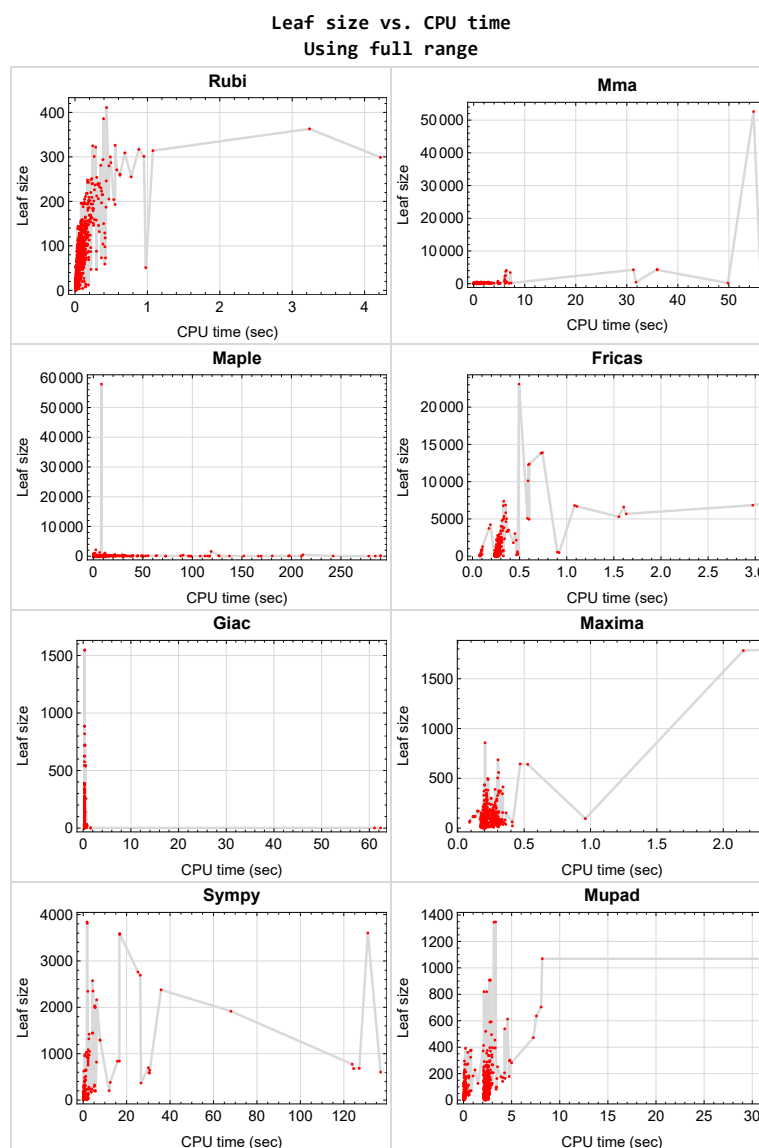 Leaf size vs. CPU time
Using full range
Rubi
Leaf size
400
300
200
100
0
0 1 2 3 4
CPU time (sec)
Mma
Leaf size
50 000
40 000
30 000
20 000
10 000
0
0 10 20 30 40 50
CPU time (sec)
Maple
Leaf size
60 000
50 000
40 000
30 000
20 000
10 000
0
0 50 100 150 200 250
CPU time (sec)
Fricas
Leaf size
20 000
15 000
10 000
5000
0
0.0 0.5 1.0 1.5 2.0 2.5 3.0
CPU time (sec)
Giac
Leaf size
1500
1000
500
0
0 10 20 30 40 50 60
CPU time (sec)
Maxima
Leaf size
1500
1000
500
0
0.0 0.5 1.0 1.5 2.0
CPU time (sec)
Sympy
Leaf size
4000
3000
2000
1000
0
0 20 40 60 80 100 120
CPU time (sec)
Mupad
Leaf size
1400
1200
1000
800
600
400
200
0
0 5 10 15 20 25 30
CPU time (sec)